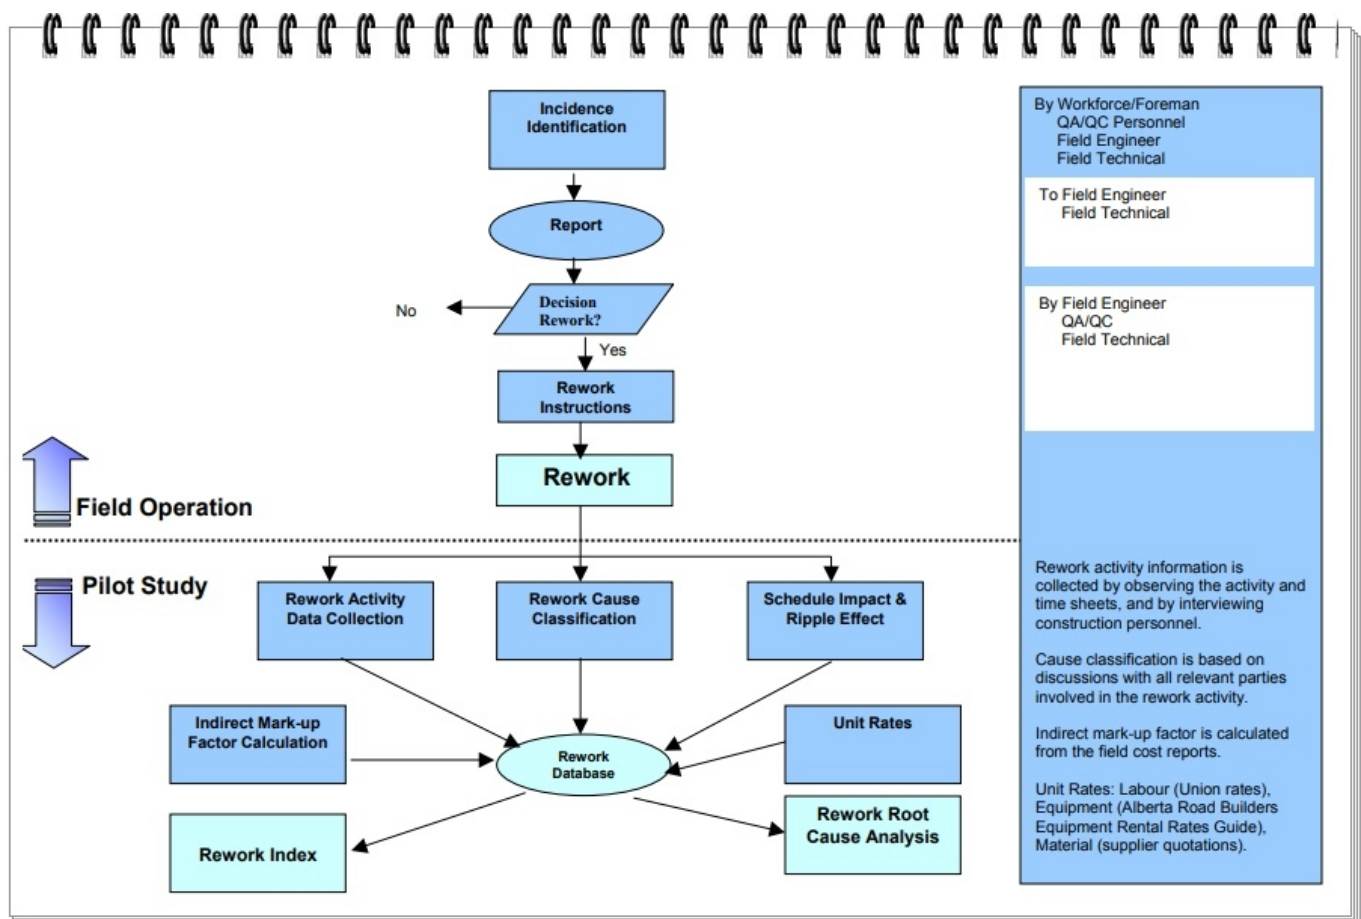 Incidence
Identification
Report
Decision
Rework?
No
Yes
Rework
Instructions
Rework
Field Operation
Pilot Study
Rework Activity
Data Collection
Rework Cause
Classification
Schedule Impact &
Ripple Effect
Indirect Mark-up
Factor Calculation
Unit Rates
Rework
Database
Rework Index
Rework Root
Cause Analysis
By Workforce/Foreman
QA/QC Personnel
Field Engineer
Field Technical
To Field Engineer
Field Technical
By Field Engineer
QA/QC
Field Technical
Rework activity information is
collected by observing the activity and
time sheets, and by interviewing
construction personnel.
Cause classification is based on
discussions with all relevant parties
involved in the rework activity.
Indirect mark-up factor is calculated
from the field cost reports.
Unit Rates: Labour (Union rates),
Equipment (Alberta Road Builders
Equipment Rental Rates Guide),
Material (supplier quotations).